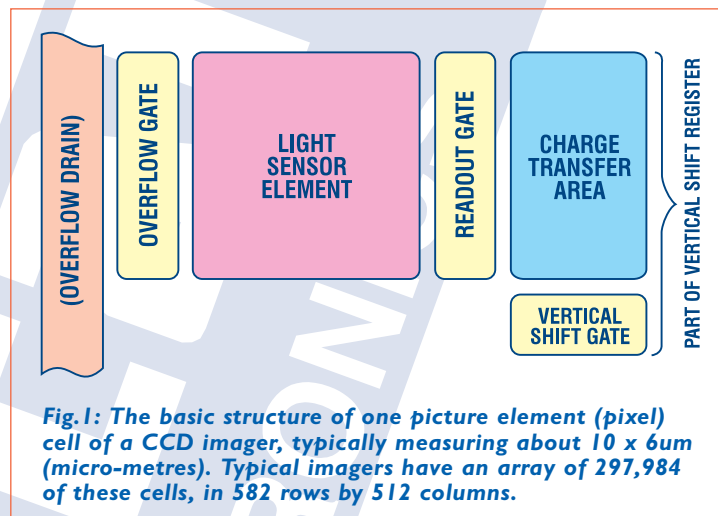 (OVERFLOW DRAIN)
OVERFLOW GATE
LIGHT
SENSOR
ELEMENT
READOUT GATE
CHARGE
TRANSFER
AREA
VERTICAL
SHIFT GATE
PART OF VERTICAL SHIFT REGISTER
Fig.1: The basic structure of one picture element (pixel)
cell of a CCD imager, typically measuring about 10 x 6um
(micro-metres). Typical imagers have an array of 297,984
of these cells, in 582 rows by 512 columns.